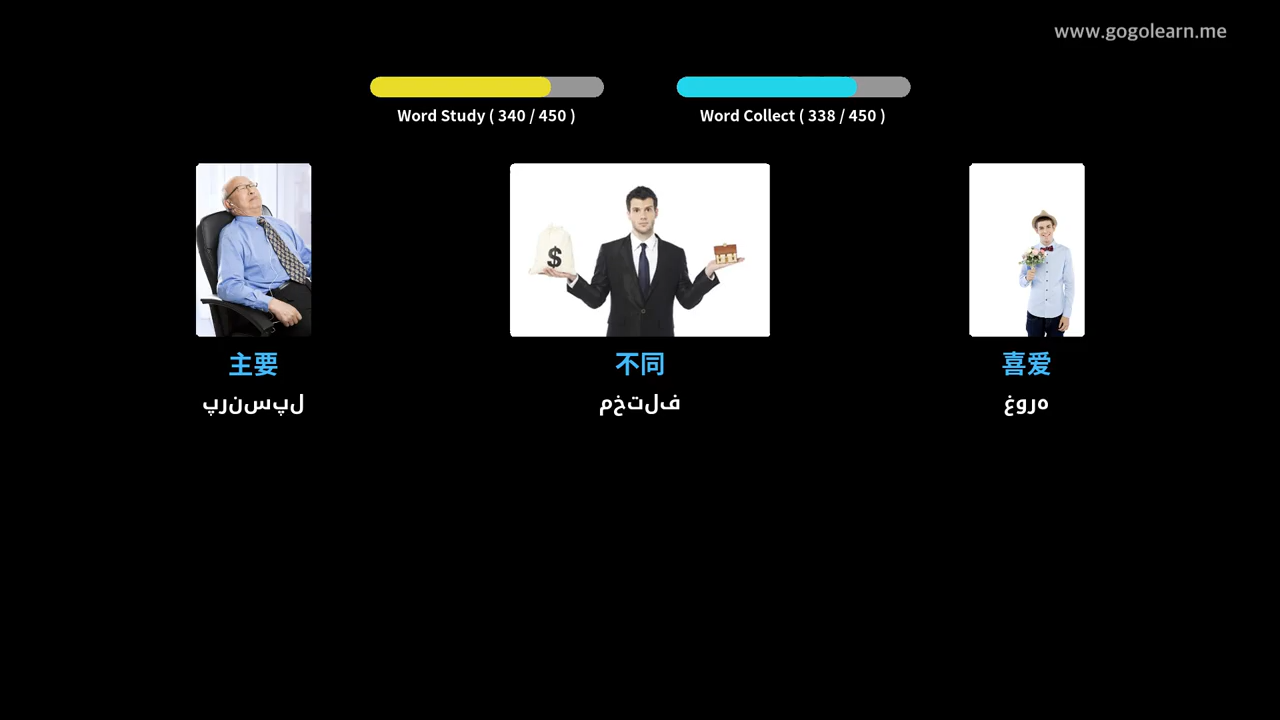 www.gogolearn.me
Word Study ( 340 / 450 )
Word Collect ( 338 / 450 )
主要
پرنسپل
不同
مختلف
喜爱
غوره